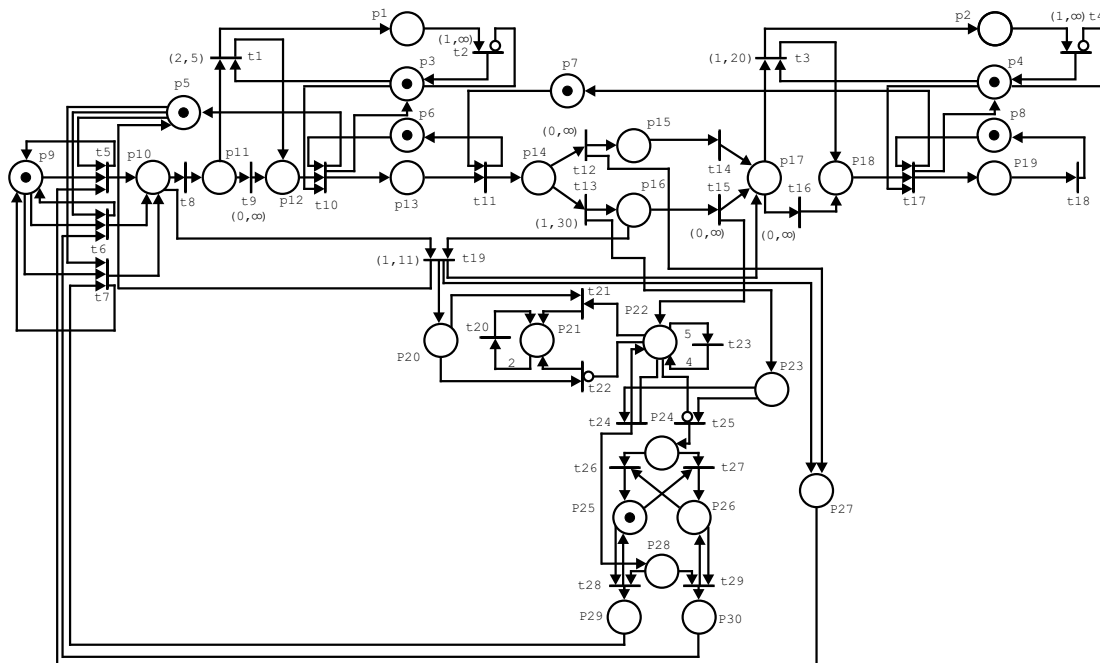 p1
p2
(1,∞)t4
(1,∞)
t2
(2,5)
t1
p3
p7
(1,20)
t3
p4
p5
p6
p8
(0,∞)
p15
p9
t5
p10
p11
p14
t12
t14
p17
P18
P19
t8
t9
(0,∞)
p12
t10
p13
t11
t13
p16
t15
t16
t17
t18
(1,30)
(0,∞)
(0,∞)
t6
(1,11)
t19
t7
t21
P22
P20
t20
P21
2
t22
5
4
t23
P23
t24
P24
t25
t26
t27
P25
P26
P27
P28
t28
t29
P29
P30